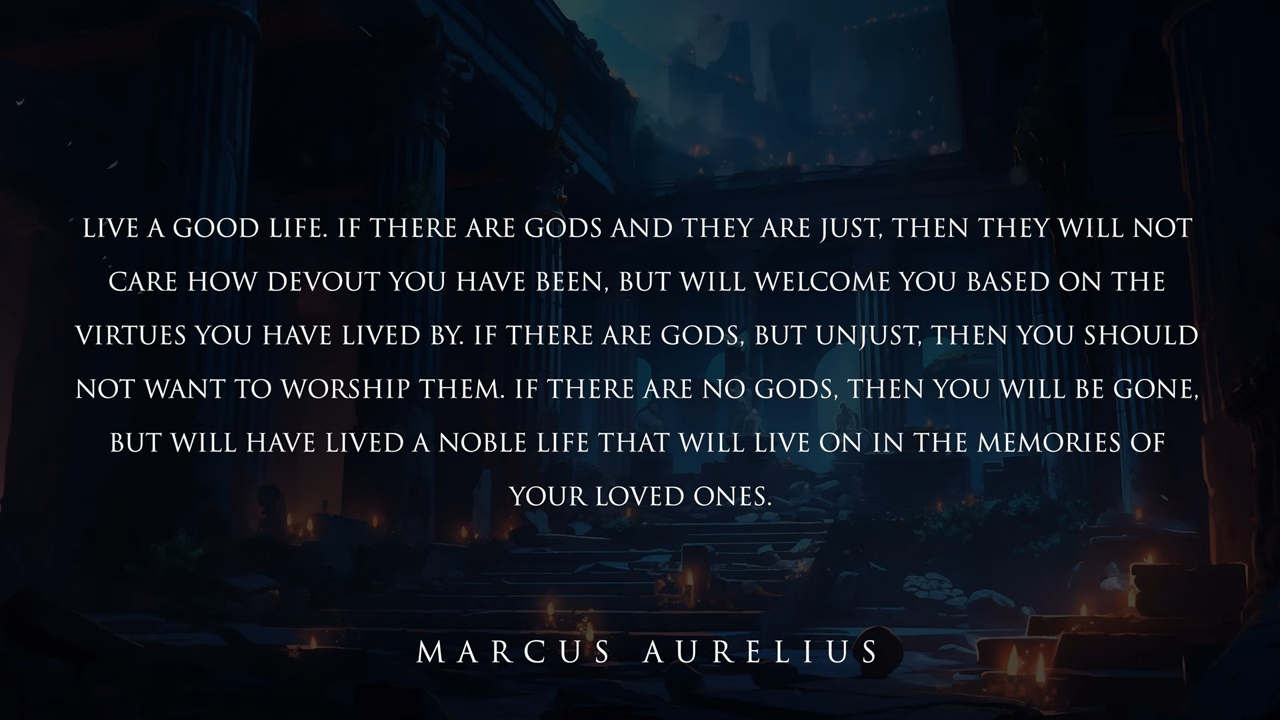 LIVE A GOOD LIFE. IF THERE ARE GODS AND THEY ARE JUST, THEN THEY WILL NOT
CARE HOW DEVOUT YOU HAVE BEEN, BUT WILL WELCOME YOU BASED ON THE
VIRTUES YOU HAVE LIVED BY. IF THERE ARE GODS, BUT UNJUST, THEN YOU SHOULD
NOT WANT TO WORSHIP THEM. IF THERE ARE NO GODS, THEN YOU WILL BE GONE,
BUT WILL HAVE LIVED A NOBLE LIFE THAT WILL LIVE ON IN THE MEMORIES OF
YOUR LOVED ONES.
MARCUS AURELIUS